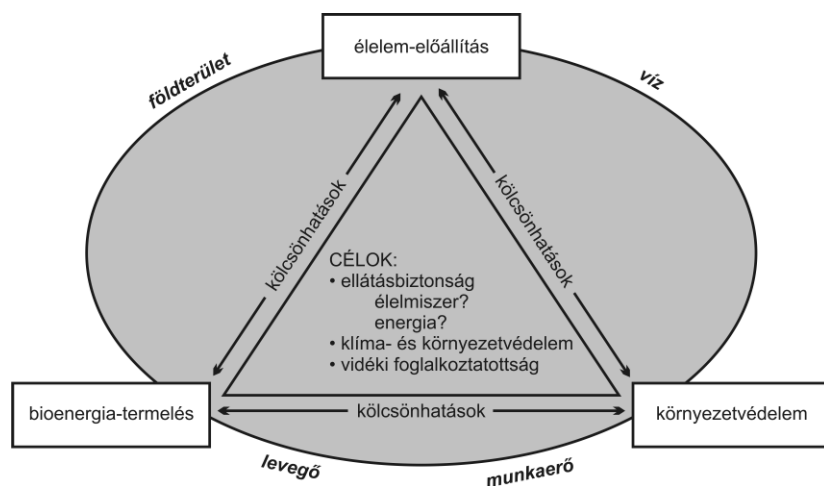 élelem-előállítás
földterület
víz
kölcsönhatások
kölcsönhatások
CÉLOK:
• ellátásbiztonság
élelmiszer?
energia?
• klíma- és környezetvédelem
• vidéki foglalkoztatottság
bioenergia-termelés
kölcsönhatások
környezetvédelem
levegő
munkaerő